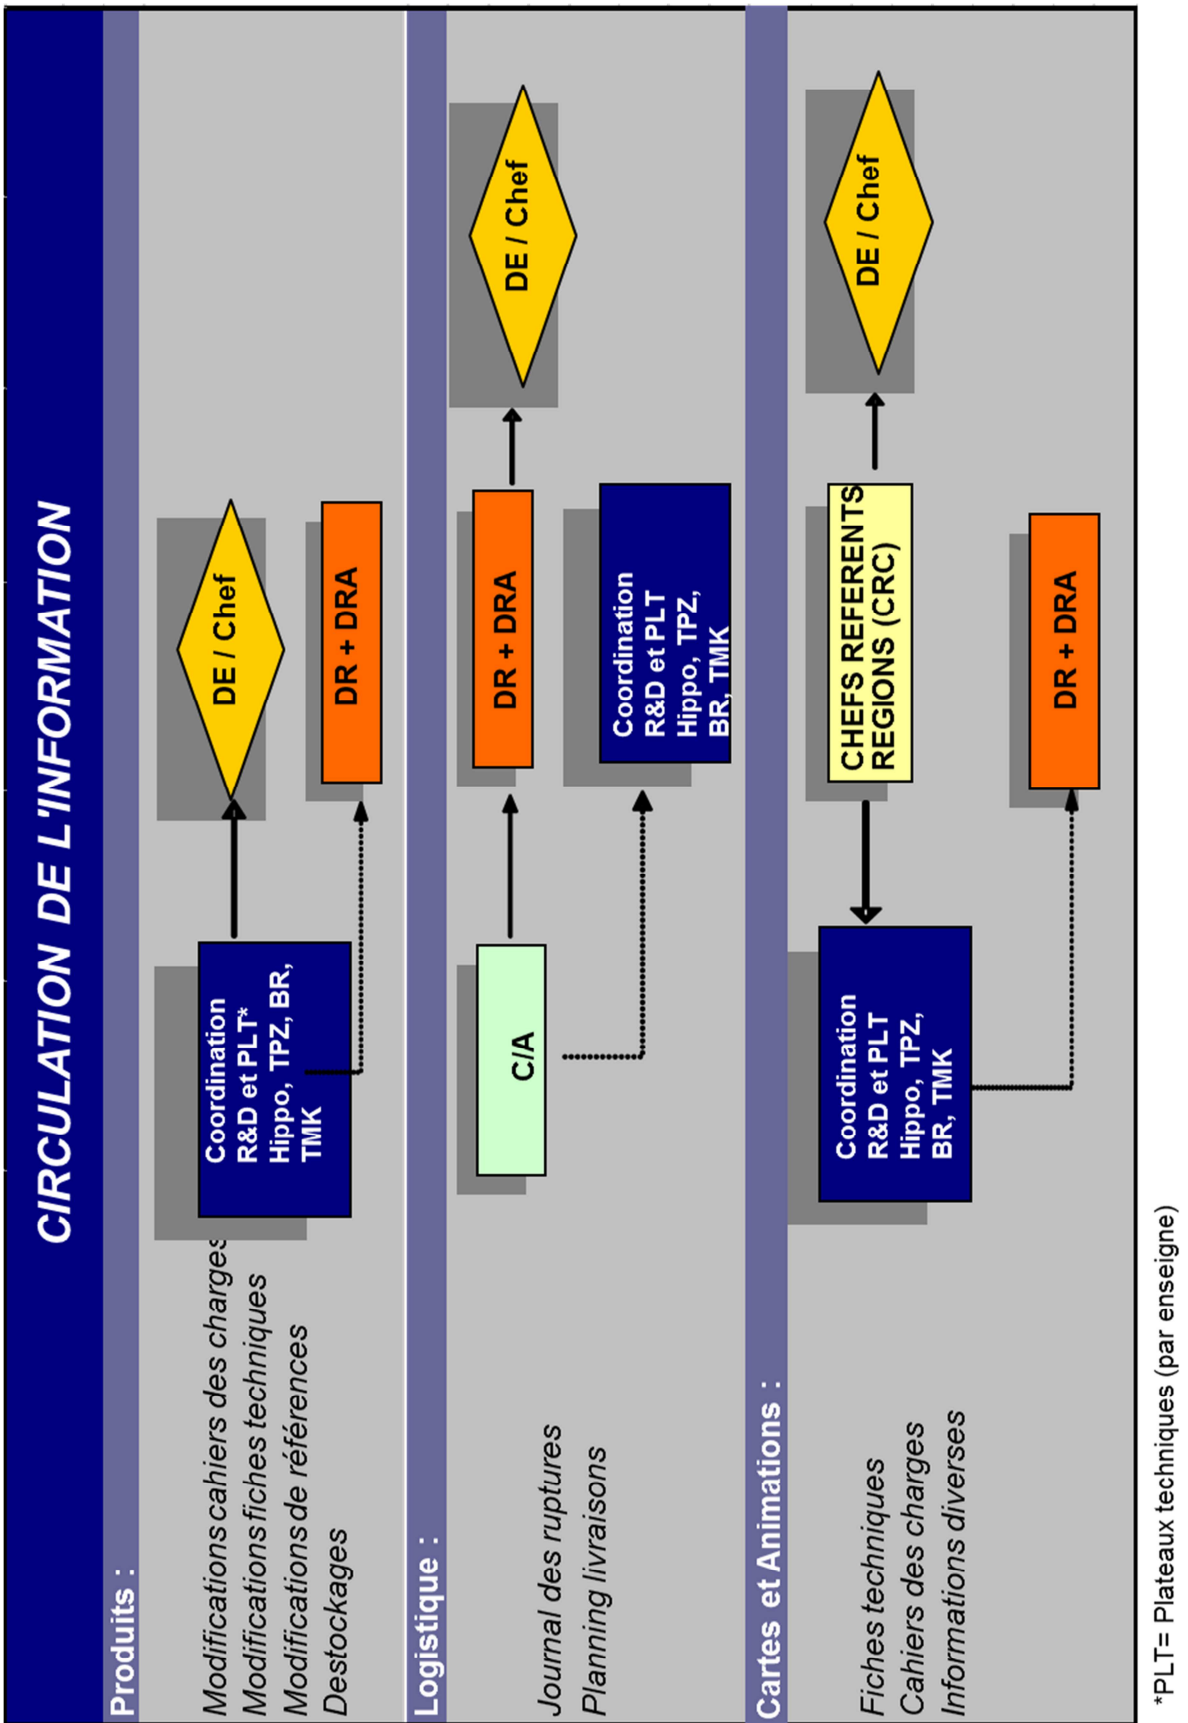 CIRCULATION DE L'INFORMATION
Produits :
Modifications cahiers des charges
Modifications fiches techniques
Modifications de références
Destockages
Coordination
R&D et PLT*
Hippo, TPZ, BR,
TMK
DE / Chef
DR + DRA
Logistique :
Journal des ruptures
Planning livraisons
C/A
DR + DRA
DE / Chef
Coordination
R&D et PLT
Hippo, TPZ,
BR, TMK
Cartes et Animations :
Fiches techniques
Cahiers des charges
Informations diverses
Coordination
R&D et PLT
Hippo, TPZ,
BR, TMK
CHEFS REFERENTS
REGIONS (CRC)
DE / Chef
DR + DRA
*PLT= Plateaux techniques (par enseigne)